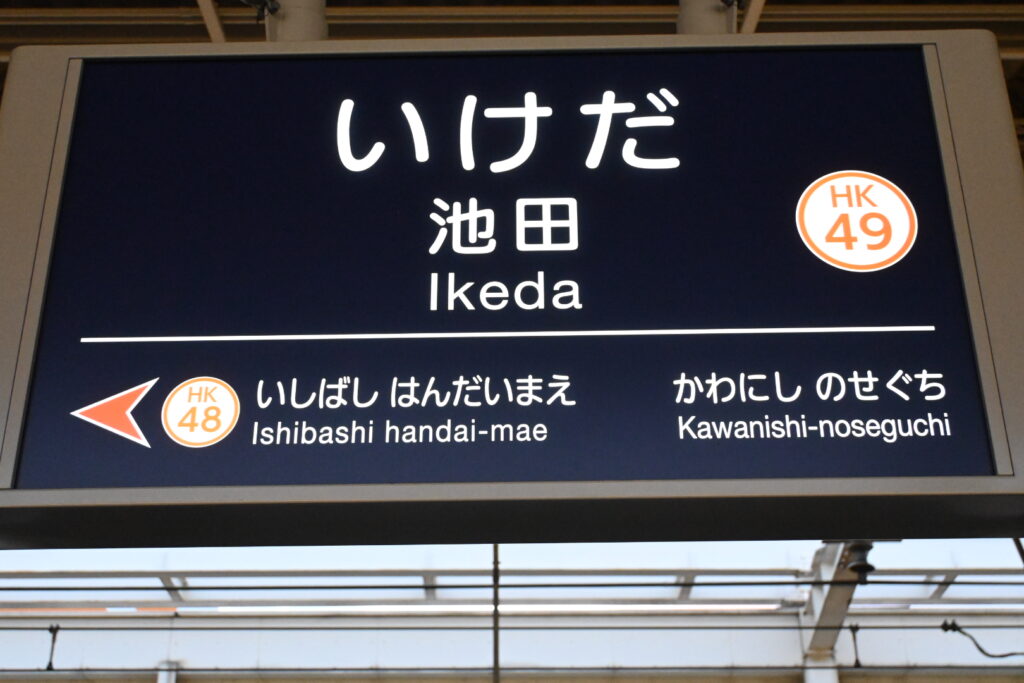 いけだ
池田
Ikeda
HK
49
HK
48
いしばし はんだいまえ
Ishibashi handai-mae
かわにし のせぐち
Kawanishi-noseguchi